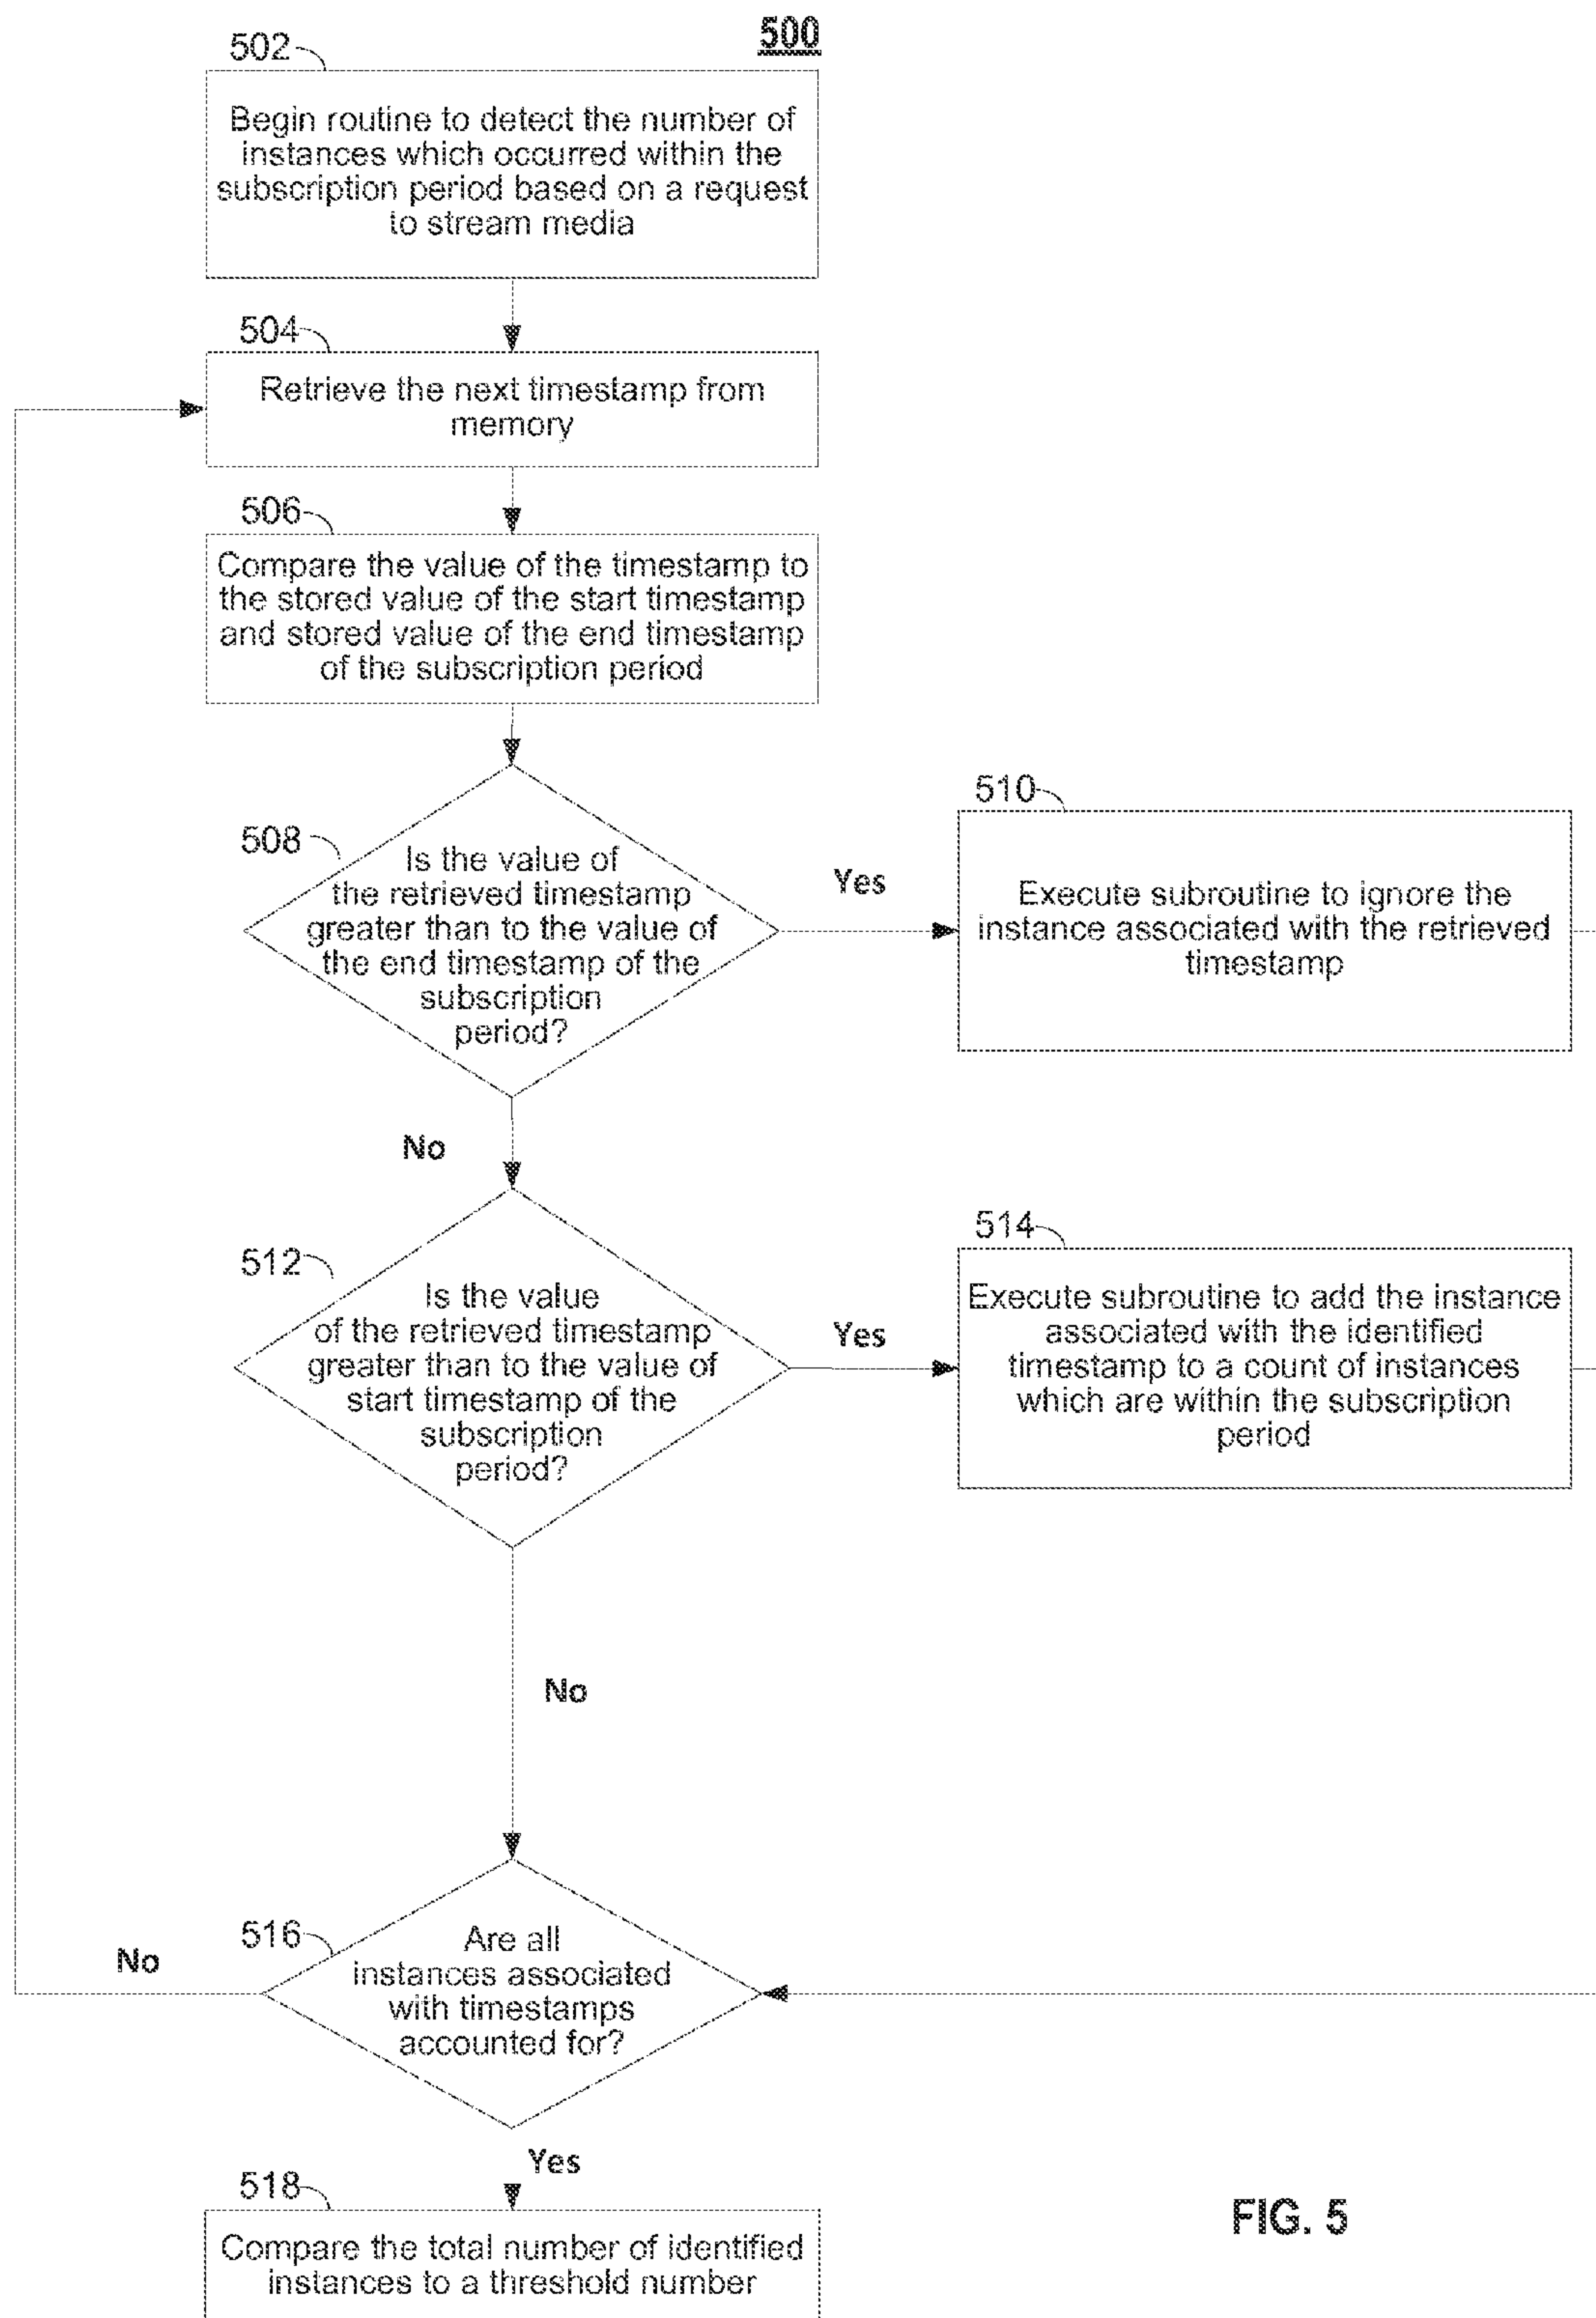 500
502
Begin routine to detect the number of
instances which occurred within the
subscription period based on a request
to stream media
504
Retrieve the next timestamp from
memory
506
Compare the value of the timestamp to
the stored value of the start timestamp
and stored value of the end timestamp
of the subscription period
508
Is the value of
the retrieved timestamp
greater than to the value of
the end timestamp of the
subscription
period?
Yes
510
Execute subroutine to ignore the
instance associated with the retrieved
timestamp
No
512
Is the value
of the retrieved timestamp
greater than to the value of
start timestamp of the
subscription
period?
Yes
514
Execute subroutine to add the instance
associated with the identified
timestamp to a count of instances
which are within the subscription
period
No
516
Are all
instances associated
with timestamps
accounted for?
No
Yes
518
Compare the total number of identified
instances to a threshold number
FIG. 5